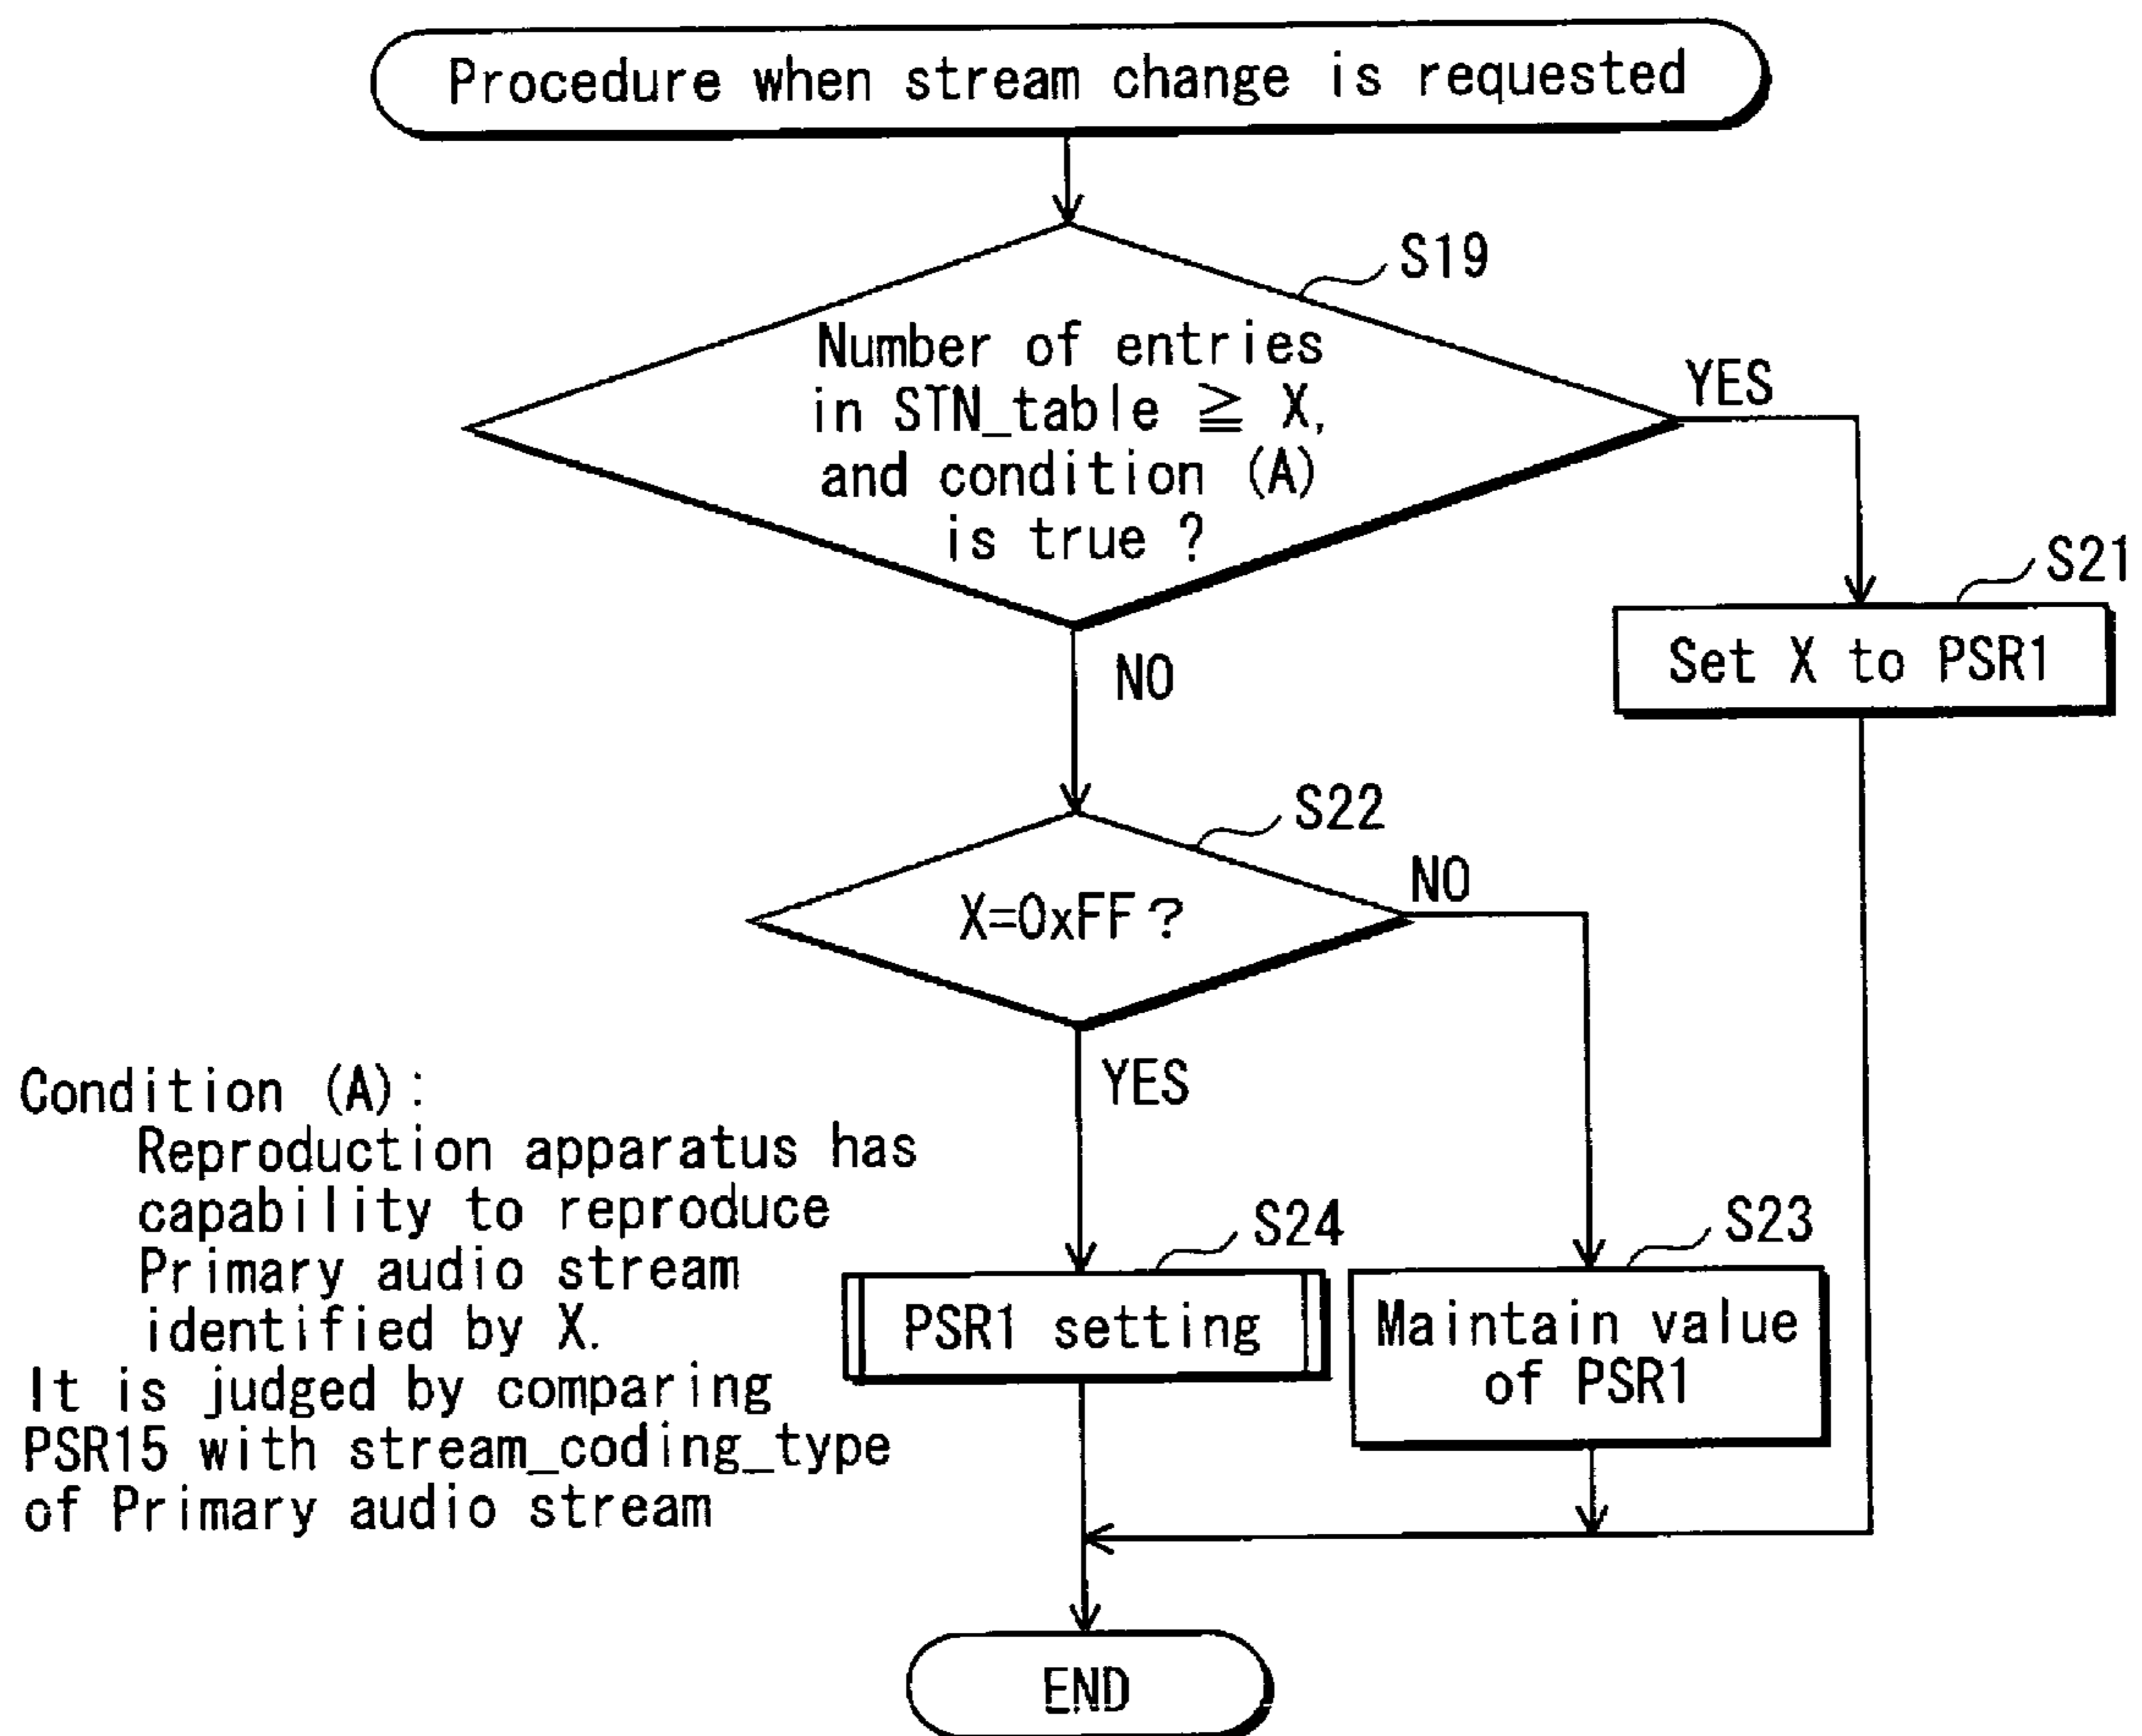 Procedure when stream change is requested
S19
Number of entries
in STN_table ≧ X,
and condition (A)
is true ?
YES
S21
Set X to PSR1
NO
S22
X=0xFF?
NO
YES
Condition (A):
Reproduction apparatus has
capability to reproduce
Primary audio stream
identified by X.
It is judged by comparing
PSR15 with stream_coding_type
of Primary audio stream
S24
PSR1 setting
S23
Maintain value
of PSR1
END